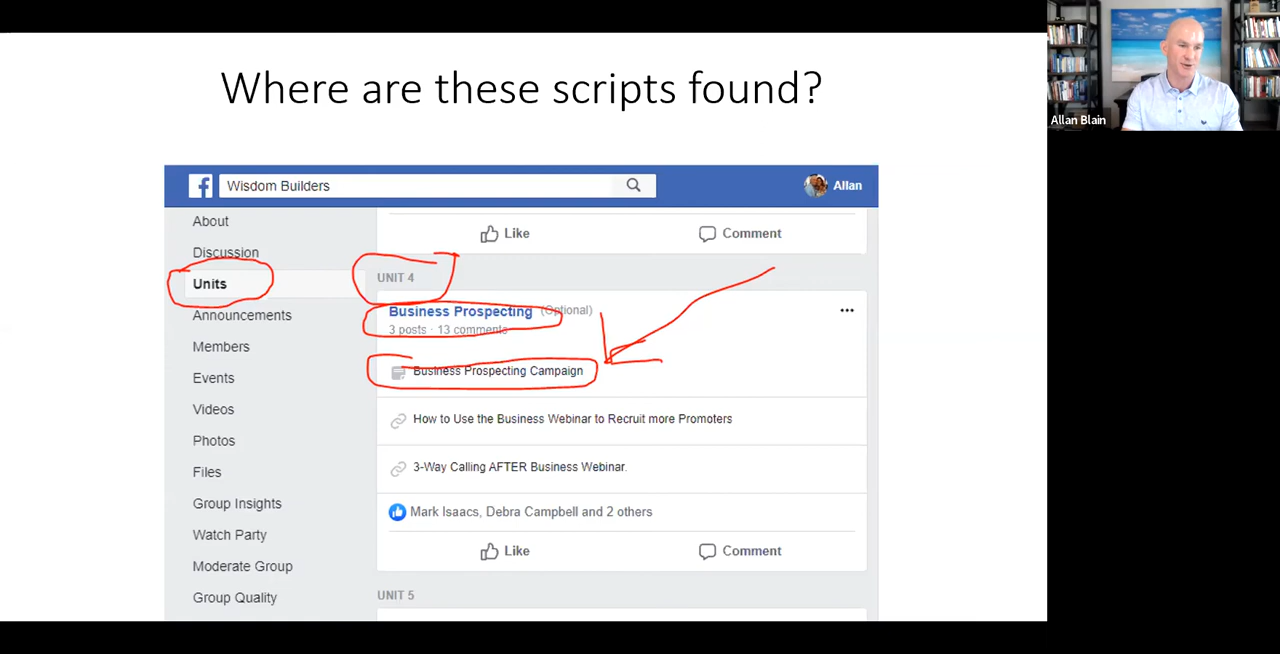 Where are these scripts found?
Allan Blain
f Wisdom Builders Allan
About
Discussion
Units
Announcements
Members
Events
Videos
Photos
Files
Group Insights
Watch Party
Moderate Group
Group Quality
Like Comment
UNIT 4
Business Prospecting (Optional)
3 posts · 13 comments
Business Prospecting Campaign
How to Use the Business Webinar to Recruit more Promoters
3-Way Calling AFTER Business Webinar.
Mark Isaacs, Debra Campbell and 2 others
Like Comment
UNIT 5